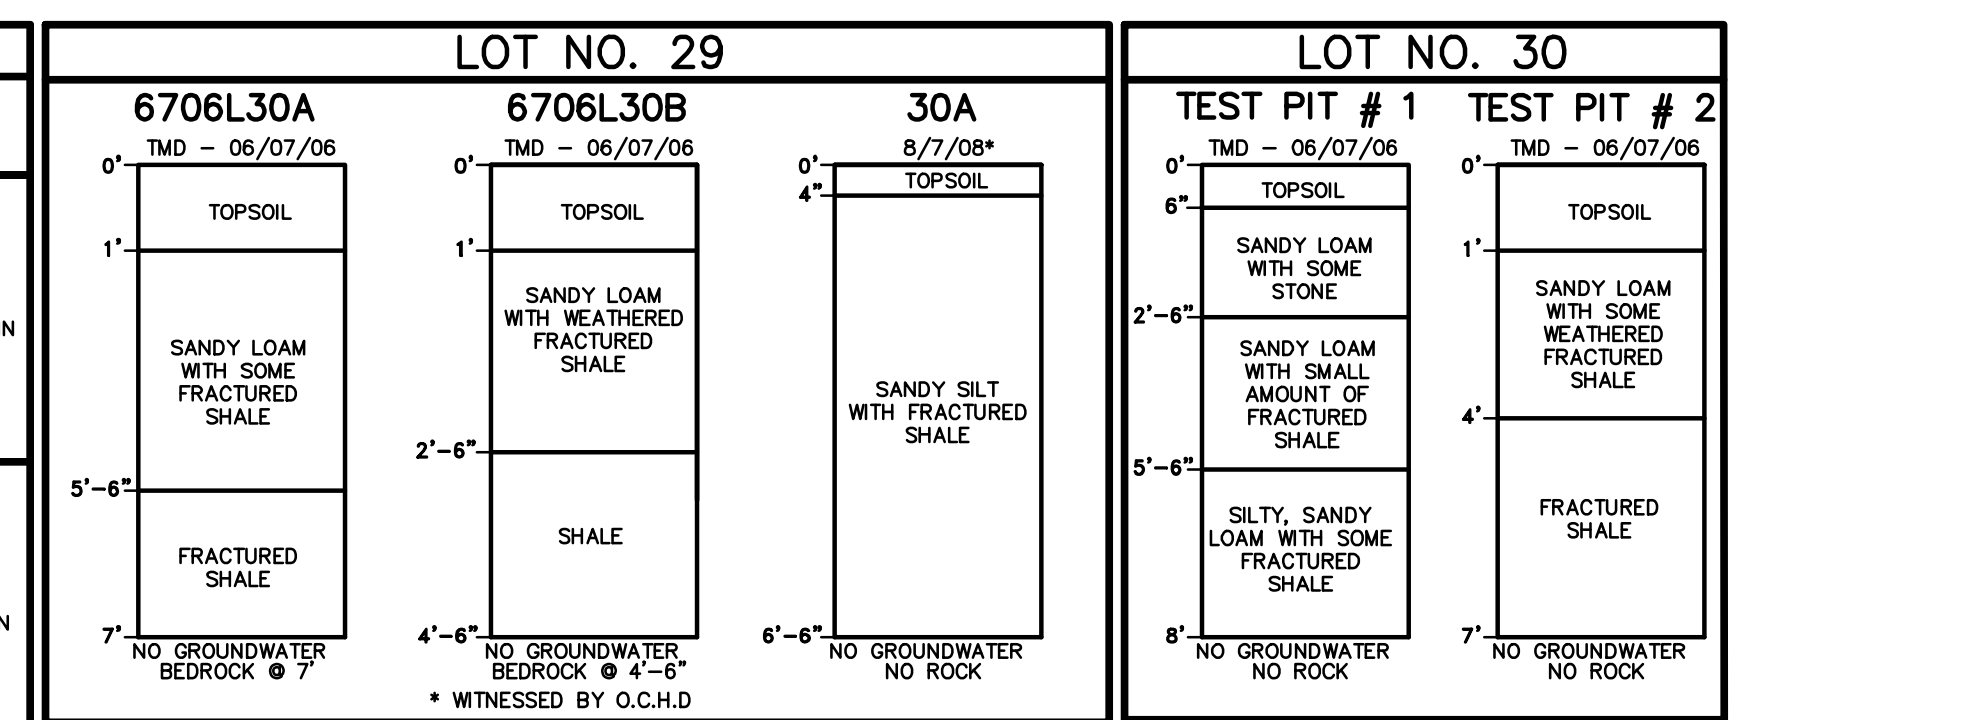 LOT NO. 29
6706L30A
TMD - 06/07/06
0'
TOPSOIL
1'
SANDY LOAM
WITH SOME
FRACTURED
SHALE
5'-6"
FRACTURED
SHALE
7'
NO GROUNDWATER
BEDROCK @ 7'
6706L30B
TMD - 06/07/06
0'
TOPSOIL
1'
SANDY LOAM
WITH WEATHERED
FRACTURED
SHALE
2'-6"
SHALE
4'-6"
NO GROUNDWATER
BEDROCK @ 4'-6"
30A
8/7/08*
0'
TOPSOIL
4"
SANDY SILT
WITH FRACTURED
SHALE
6'-6"
NO GROUNDWATER
NO ROCK
* WITNESSED BY O.C.H.D
LOT NO. 30
TEST PIT # 1
TMD - 06/07/06
0'
TOPSOIL
6"
SANDY LOAM
WITH SOME
STONE
2'-6"
SANDY LOAM
WITH SMALL
AMOUNT OF
FRACTURED
SHALE
5'-6"
SILTY, SANDY
LOAM WITH SOME
FRACTURED
SHALE
8'
NO GROUNDWATER
NO ROCK
TEST PIT # 2
TMD - 06/07/06
0'
TOPSOIL
1'
SANDY LOAM
WITH SOME
WEATHERED
FRACTURED
SHALE
4'
FRACTURED
SHALE
7'
NO GROUNDWATER
NO ROCK